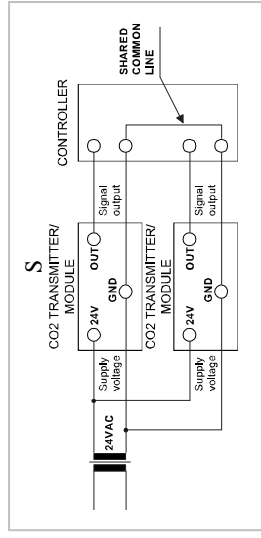 SHARED
COMMON
LINE
CONTROLLER
Signal
output
Signal
output
S
CO2 TRANSMITTER/
MODULE
24V
OUT
GND
CO2 TRANSMITTER/
MODULE
24V
OUT
GND
Supply
voltage
Supply
voltage
24VAC